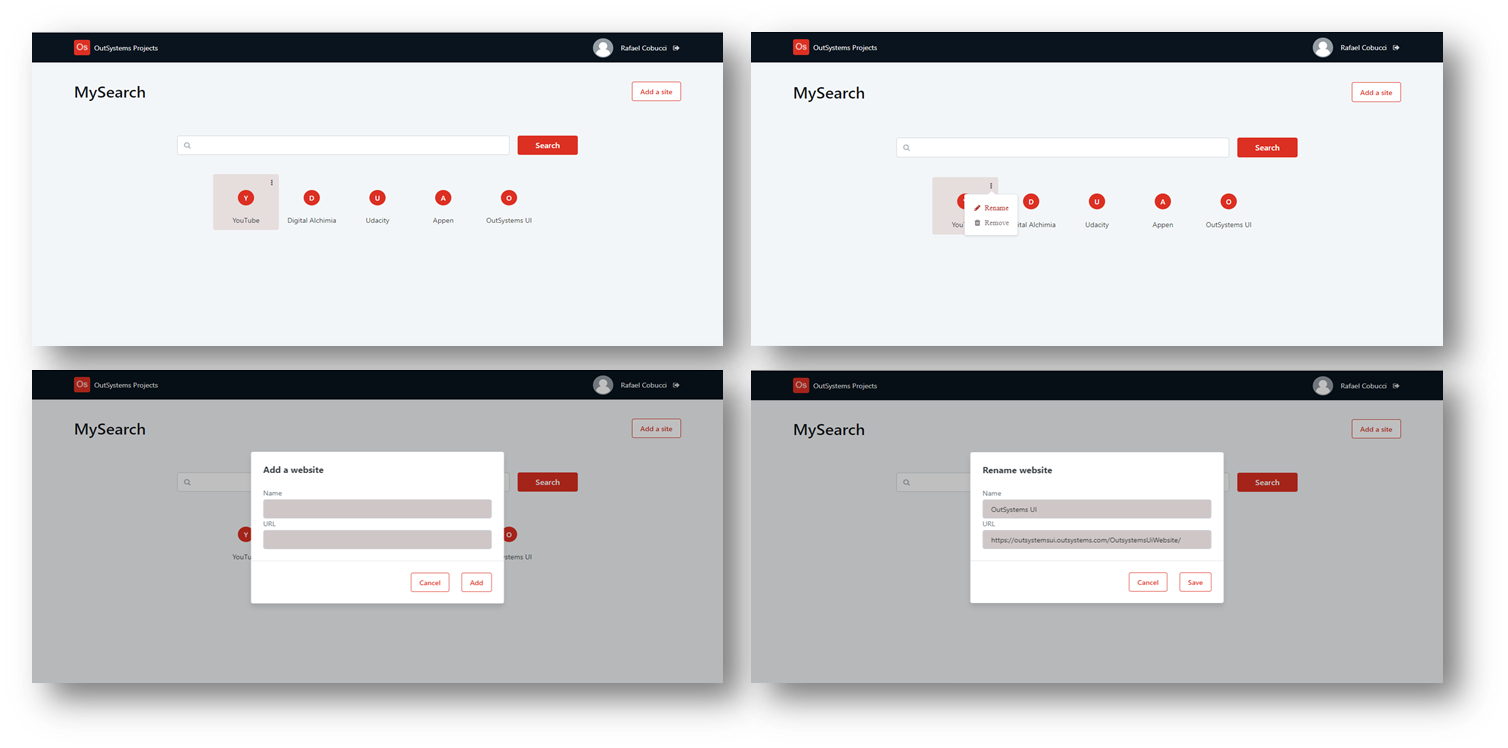 Os OutSystems Projects Rafael Cobucci
MySearch Add a site
Search
Y D U A O
YouTube Digital Alchimia Udacity Appen OutSystems UI
Os OutSystems Projects Rafael Cobucci
MySearch Add a site
Search
D U A O
Rename
Remove
You ital Alchimia Udacity Appen OutSystems UI
Os OutSystems Projects Rafael Cobucci
MySearch Add a site
Search
Add a website
Name
URL
Y O
YouTu stems UI
Cancel Add
Os OutSystems Projects Rafael Cobucci
MySearch Add a site
Search
Rename website
Name
OutSystems UI
URL
https://outsystemsui.outsystems.com/OutsystemsUiWebsite/
Cancel Save